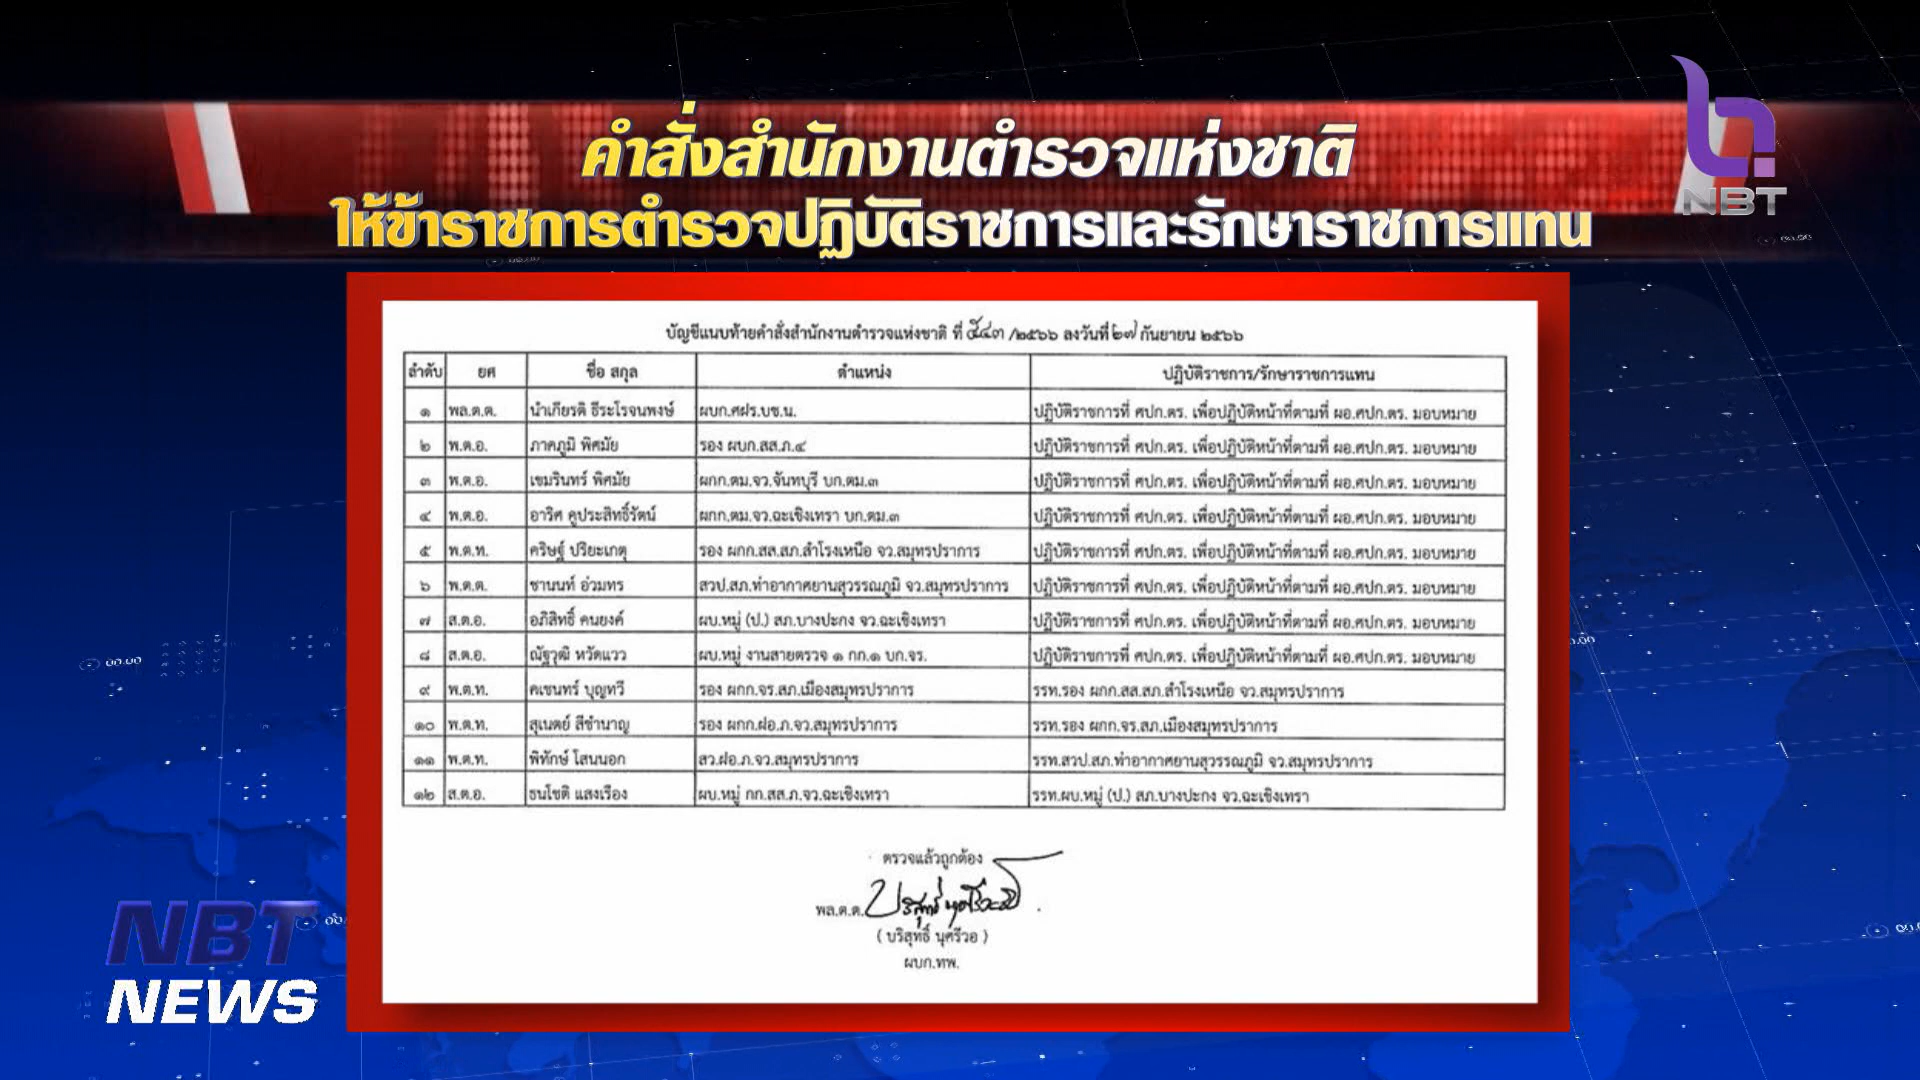 คำสั่งสำนักงานตำรวจแห่งชาติ
ให้ข้าราชการตำรวจปฏิบัติราชการและรักษาราชการแทน
NBT
บัญชีแนบท้ายคำสั่งสำนักงานตำรวจแห่งชาติ ที่ ๕๔๓ /๒๕๖๖ ลงวันที่ ๒๗ กันยายน ๒๕๖๖
ลำดับ ยศ ชื่อ สกุล ตำแหน่ง ปฏิบัติราชการ/รักษาราชการแทน
๑ พล.ต.ต. นำเกียรติ ธีระโรจนพงษ์ ผบก.ศฝร.บช.น. ปฏิบัติราชการที่ ศปก.ตร. เพื่อปฏิบัติหน้าที่ตามที่ ผอ.ศปก.ตร. มอบหมาย
๒ พ.ต.อ. ภาคภูมิ พิศมัย รอง ผบก.สส.ภ.๔ ปฏิบัติราชการที่ ศปก.ตร. เพื่อปฏิบัติหน้าที่ตามที่ ผอ.ศปก.ตร. มอบหมาย
๓ พ.ต.อ. เขมรินทร์ พิศมัย ผกก.ตม.จว.จันทบุรี บก.ตม.๓ ปฏิบัติราชการที่ ศปก.ตร. เพื่อปฏิบัติหน้าที่ตามที่ ผอ.ศปก.ตร. มอบหมาย
๔ พ.ต.อ. อาริศ คูประสิทธิ์รัตน์ ผกก.ตม.จว.ฉะเชิงเทรา บก.ตม.๓ ปฏิบัติราชการที่ ศปก.ตร. เพื่อปฏิบัติหน้าที่ตามที่ ผอ.ศปก.ตร. มอบหมาย
๕ พ.ต.ท. คริษฐ์ ปริยะเกตุ รอง ผกก.สส.สภ.สำโรงเหนือ จว.สมุทรปราการ ปฏิบัติราชการที่ ศปก.ตร. เพื่อปฏิบัติหน้าที่ตามที่ ผอ.ศปก.ตร. มอบหมาย
๖ พ.ต.ต. ชานนท์ อ่วมทร สวป.สภ.ท่าอากาศยานสุวรรณภูมิ จว.สมุทรปราการ ปฏิบัติราชการที่ ศปก.ตร. เพื่อปฏิบัติหน้าที่ตามที่ ผอ.ศปก.ตร. มอบหมาย
๗ ส.ต.อ. อภิสิทธิ์ คนยงค์ ผบ.หมู่ (ป.) สภ.บางปะกง จว.ฉะเชิงเทรา ปฏิบัติราชการที่ ศปก.ตร. เพื่อปฏิบัติหน้าที่ตามที่ ผอ.ศปก.ตร. มอบหมาย
๘ ส.ต.อ. ณัฐวุฒิ หวัดแวว ผบ.หมู่ งานสายตรวจ ๑ กก.๑ บก.จร. ปฏิบัติราชการที่ ศปก.ตร. เพื่อปฏิบัติหน้าที่ตามที่ ผอ.ศปก.ตร. มอบหมาย
๙ พ.ต.ท. คเชนทร์ บุญทวี รอง ผกก.จร.สภ.เมืองสมุทรปราการ รรท.รอง ผกก.สส.สภ.สำโรงเหนือ จว.สมุทรปราการ
๑๐ พ.ต.ท. สุเนตย์ สีชำนาญ รอง ผกก.ฝอ.ภ.จว.สมุทรปราการ รรท.รอง ผกก.จร.สภ.เมืองสมุทรปราการ
๑๑ พ.ต.ท. พิทักษ์ โสนนอก สว.ฝอ.ภ.จว.สมุทรปราการ รรท.สวป.สภ.ท่าอากาศยานสุวรรณภูมิ จว.สมุทรปราการ
๑๒ ส.ต.อ. ธนโชติ แสงเรือง ผบ.หมู่ กก.สส.ภ.จว.ฉะเชิงเทรา รรท.ผบ.หมู่ (ป.) สภ.บางปะกง จว.ฉะเชิงเทรา
ตรวจแล้วถูกต้อง
พล.ต.ต.
( บริสุทธิ์ นุศรีวอ )
ผบก.ทพ.
NBT
NEWS